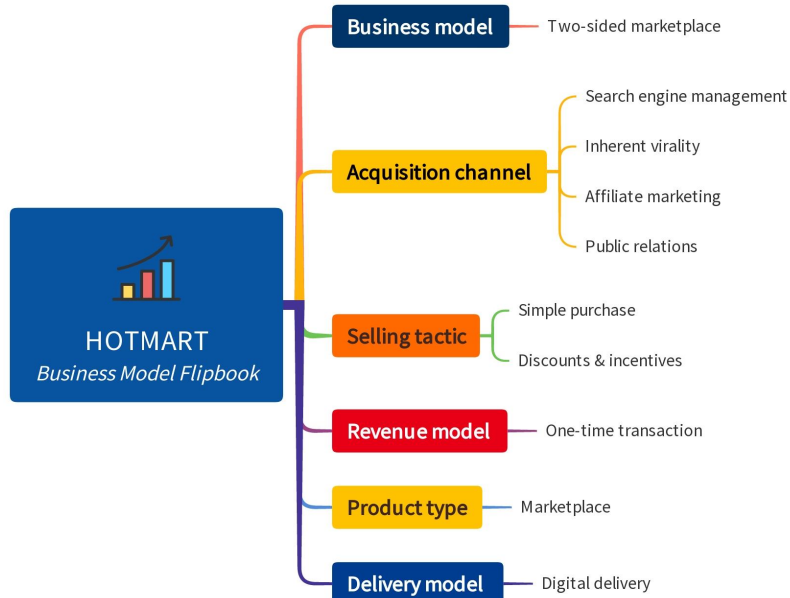 HOTMART
Business Model Flipbook
Business model
Two-sided marketplace
Acquisition channel
Search engine management
Inherent virality
Affiliate marketing
Public relations
Selling tactic
Simple purchase
Discounts & incentives
Revenue model
One-time transaction
Product type
Marketplace
Delivery model
Digital delivery